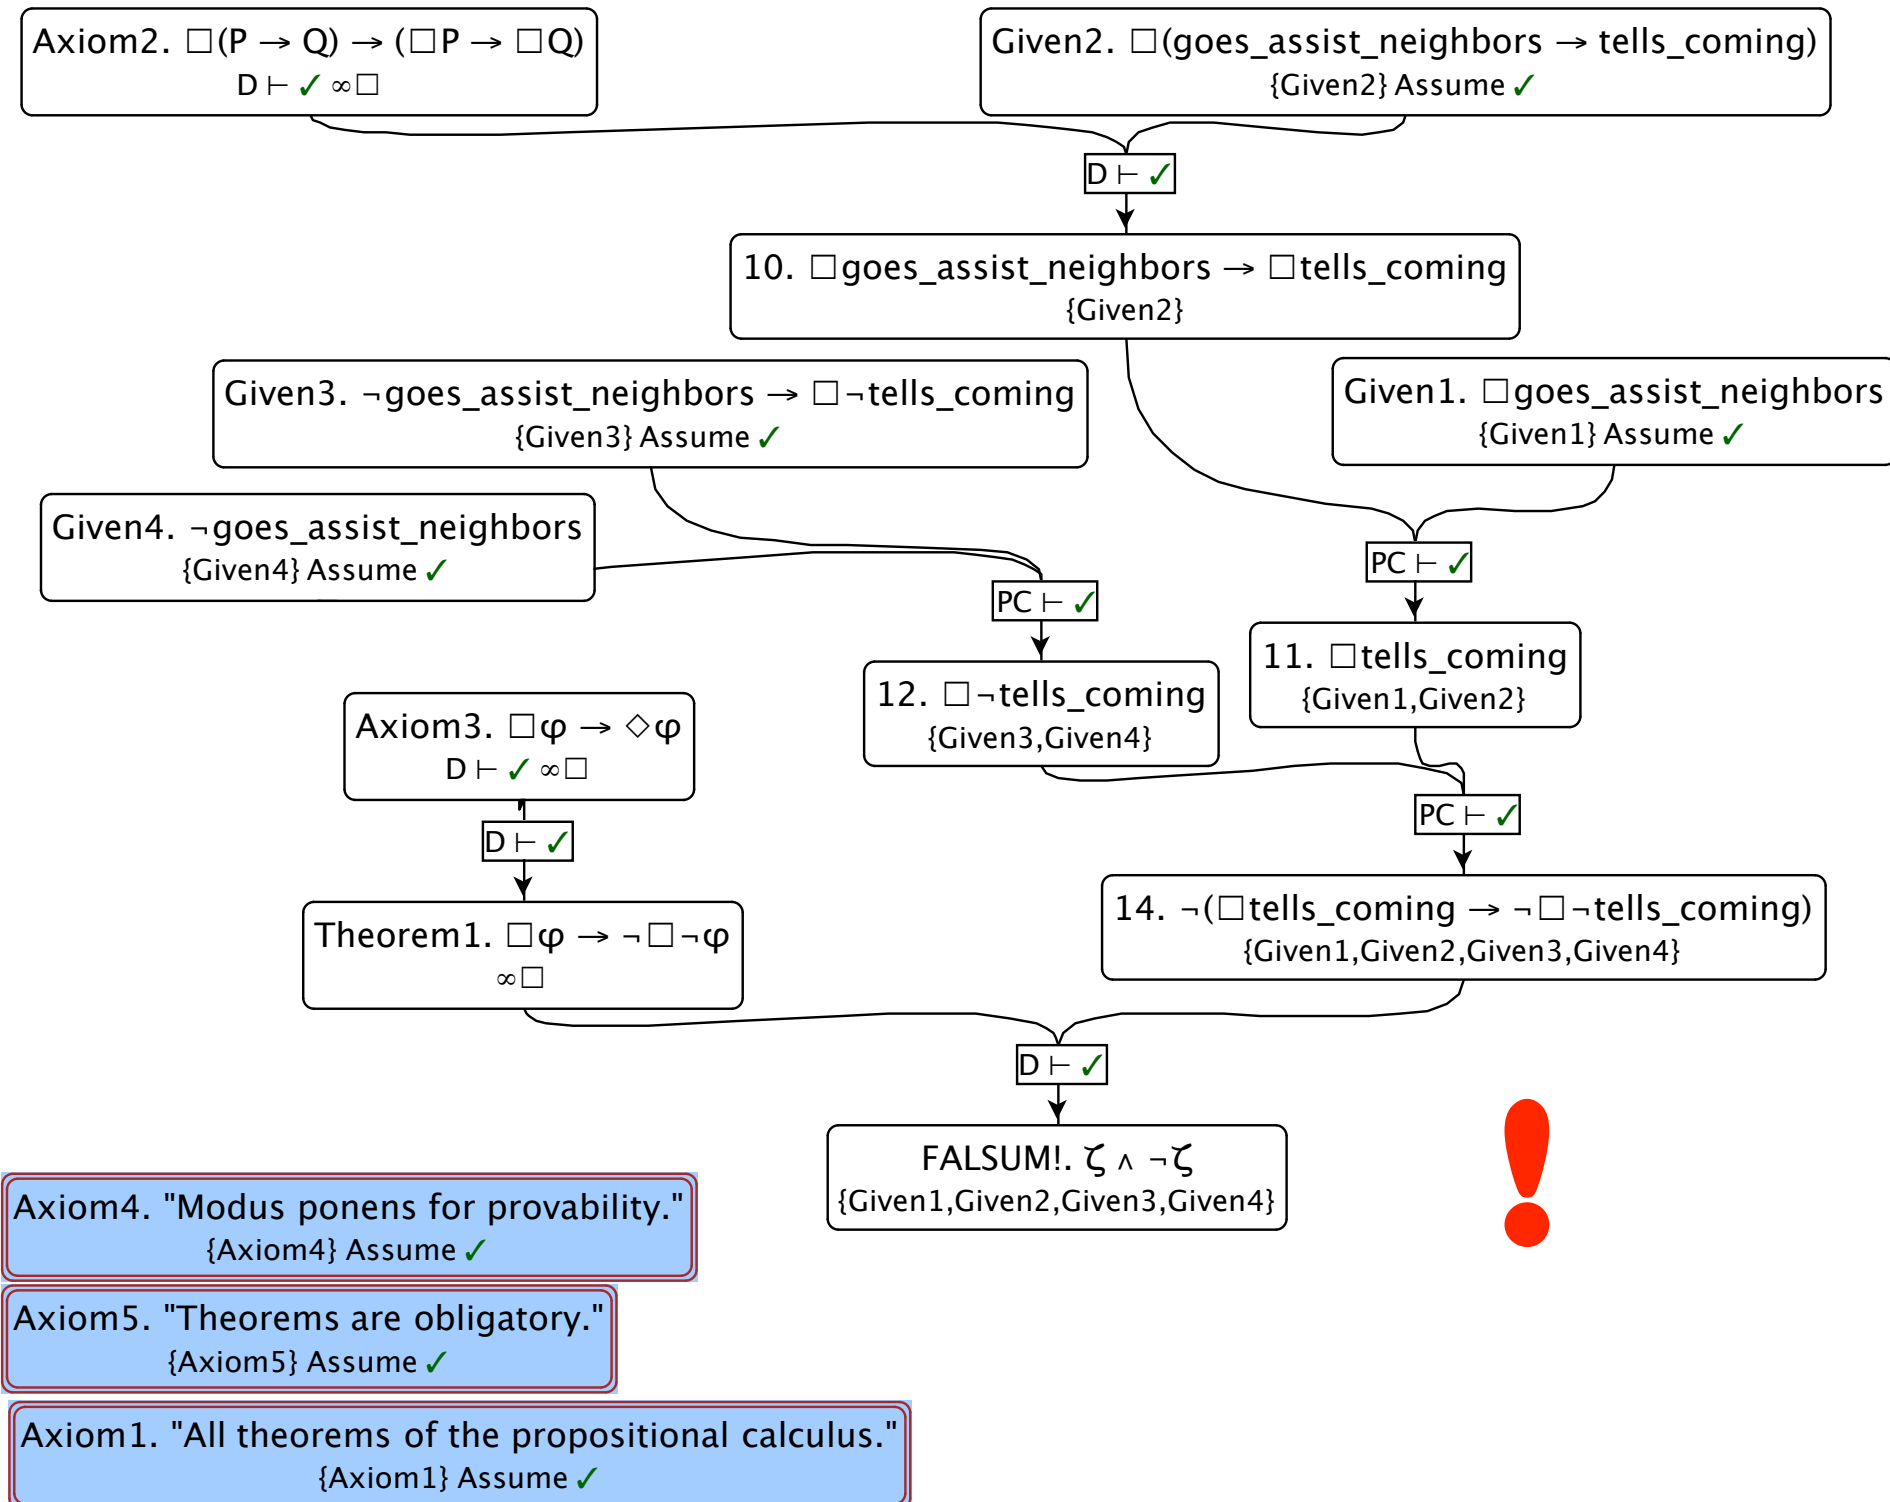 Axiom2. □(P → Q) → (□P → □Q)
D ⊢ ✓ ∞□
Given2. □(goes_assist_neighbors → tells_coming)
{Given2} Assume ✓
D ⊢ ✓
10. □goes_assist_neighbors → □tells_coming
{Given2}
Given3. ¬goes_assist_neighbors → □¬tells_coming
{Given3} Assume ✓
Given1. □goes_assist_neighbors
{Given1} Assume ✓
Given4. ¬goes_assist_neighbors
{Given4} Assume ✓
PC ⊢ ✓
PC ⊢ ✓
11. □tells_coming
{Given1,Given2}
12. □¬tells_coming
{Given3,Given4}
Axiom3. □φ → ◇φ
D ⊢ ✓ ∞□
PC ⊢ ✓
D ⊢ ✓
14. ¬(□tells_coming → ¬□¬tells_coming)
{Given1,Given2,Given3,Given4}
Theorem1. □φ → ¬□¬φ
∞□
D ⊢ ✓
FALSUM!. ζ ∧ ¬ζ
{Given1,Given2,Given3,Given4}
!
Axiom4. "Modus ponens for provability."
{Axiom4} Assume ✓
Axiom5. "Theorems are obligatory."
{Axiom5} Assume ✓
Axiom1. "All theorems of the propositional calculus."
{Axiom1} Assume ✓